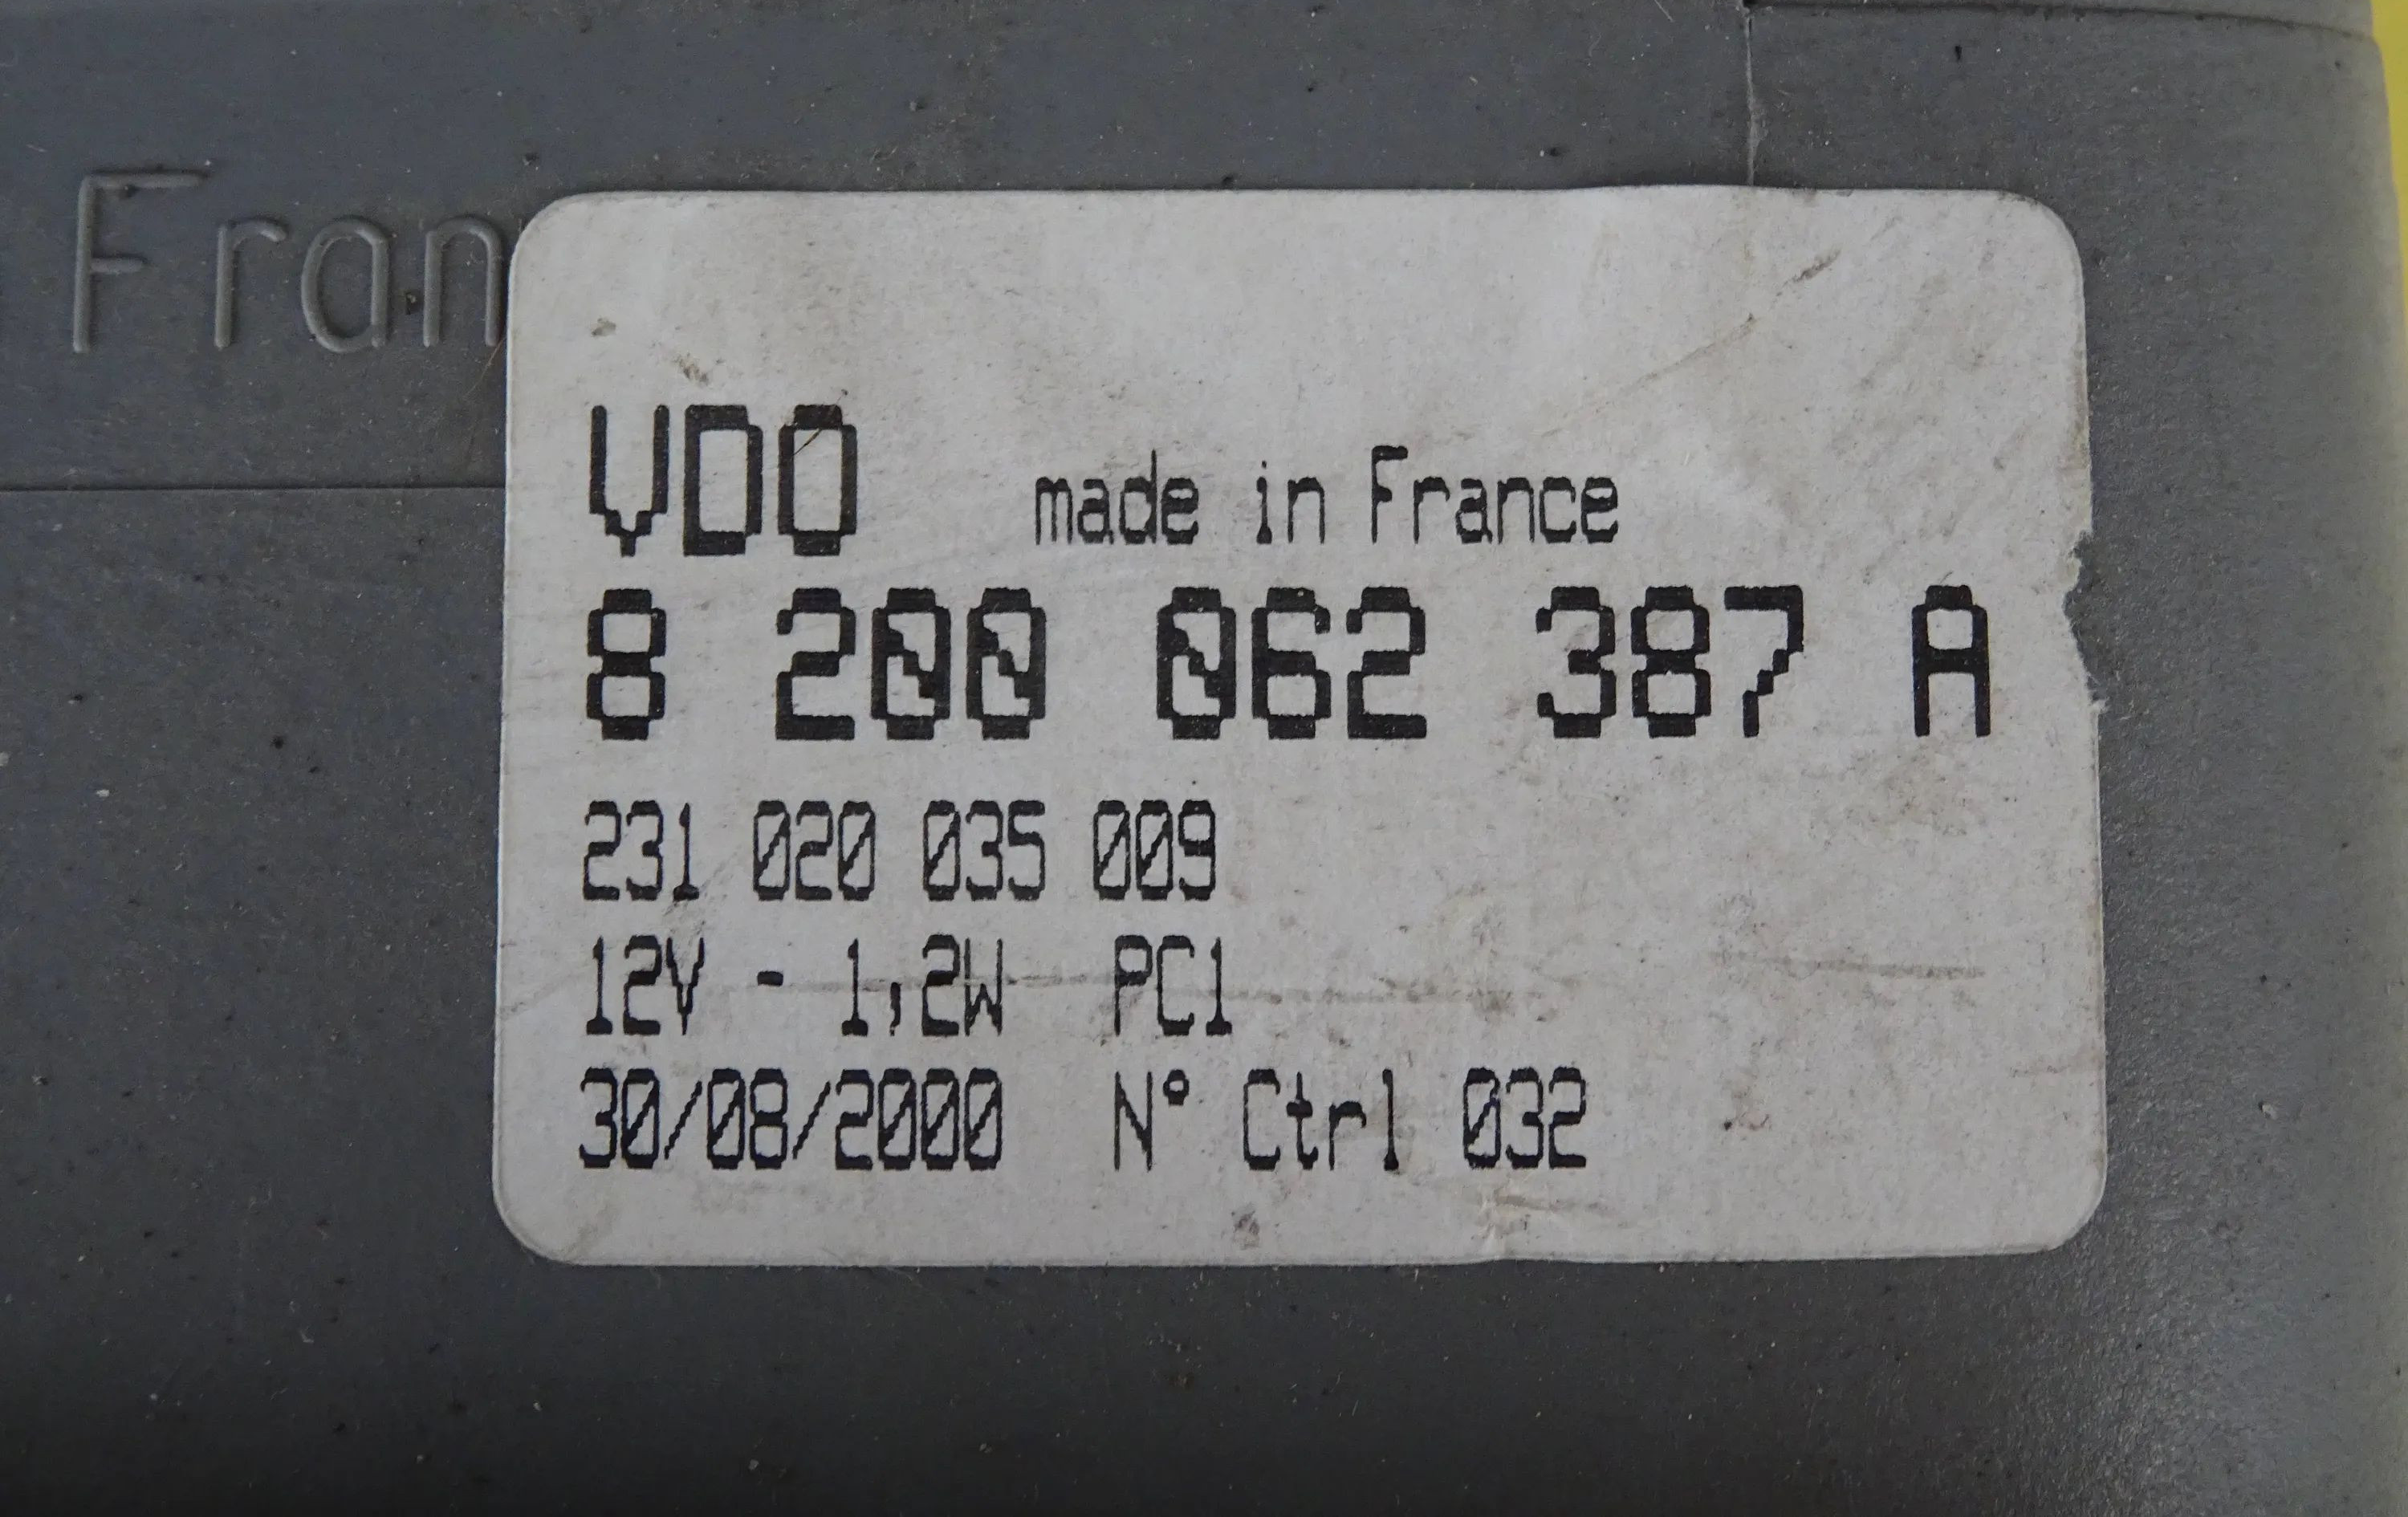 Fran
VDO made in France
8 200 062 387 A
231 020 035 009
12V - 1,2W PC1
30/08/2000 N° Ctrl 032